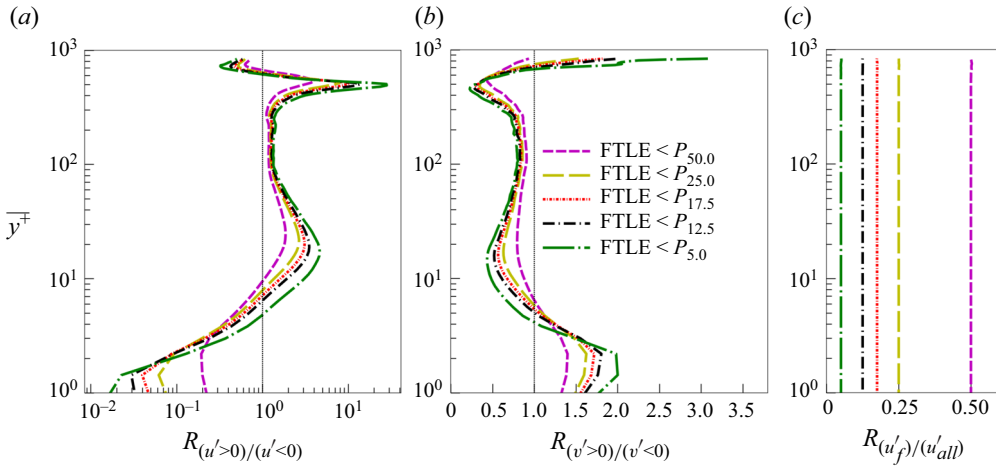 (a) (b) (c)
10³ 10³ 10³
10² 10² 10²
10¹ 10¹ 10¹
10⁰ 10⁰ 10⁰
y⁺
FTLE < P50.0
FTLE < P25.0
FTLE < P17.5
FTLE < P12.5
FTLE < P5.0
10⁻² 10⁻¹ 10⁰ 10¹ 0 0.5 1.0 1.5 2.0 2.5 3.0 3.5 0 0.25 0.50
R(u′>0)/(u′<0) R(v′>0)/(v′<0) R(u′f)/(u′all)